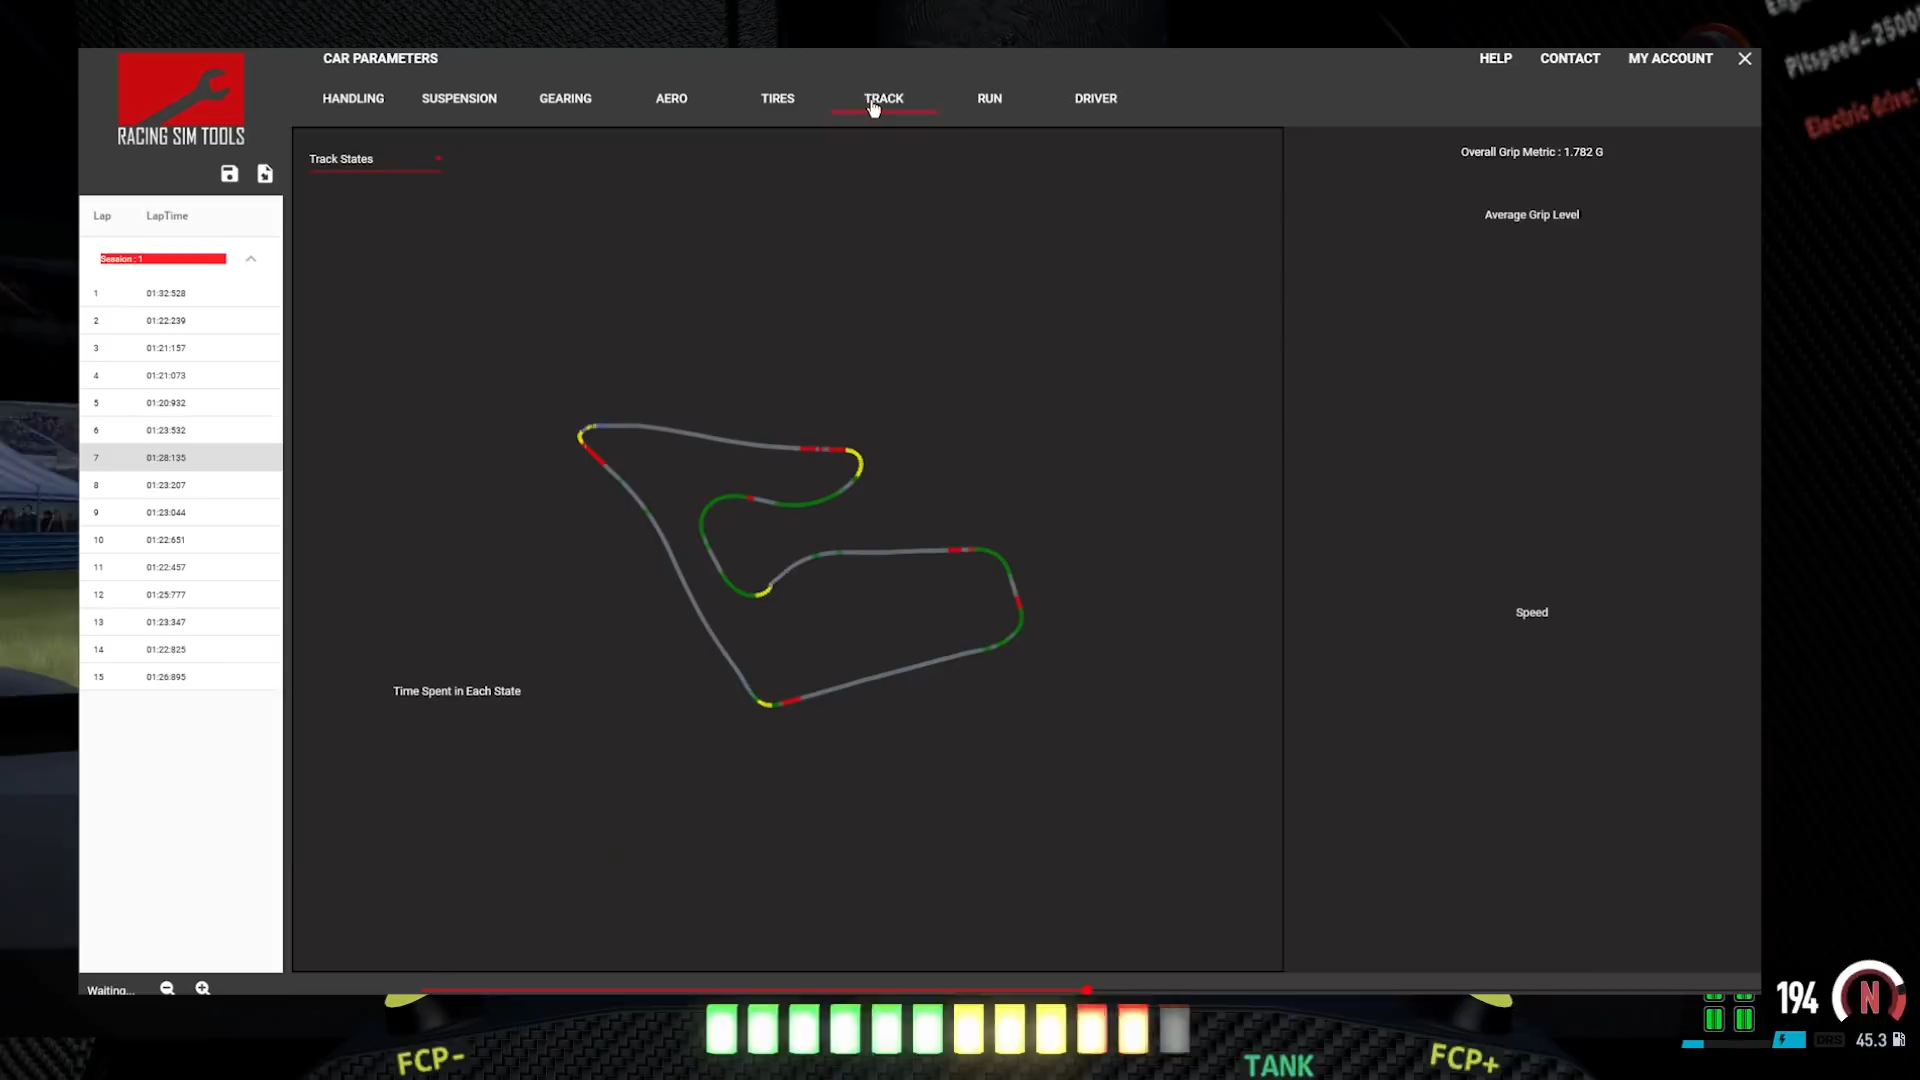 Pitspeed-2500
Electric drive:
CAR PARAMETERS
HELP CONTACT MY ACCOUNT
HANDLING SUSPENSION GEARING AERO TIRES TRACK RUN DRIVER
RACING SIM TOOLS
Track States
Overall Grip Metric : 1.782 G
Average Grip Level
Lap LapTime
Session : 1
1 01:32:528
2 01:22:239
3 01:21:157
4 01:21:073
5 01:20:932
6 01:23:532
7 01:28:135
8 01:23:207
9 01:23:044
10 01:22:651
11 01:22:457
12 01:25:777
13 01:23:347
14 01:22:825
15 01:26:895
Speed
Time Spent in Each State
Waiting...
194 N
DRS 45.3
FCP- TANK FCP+